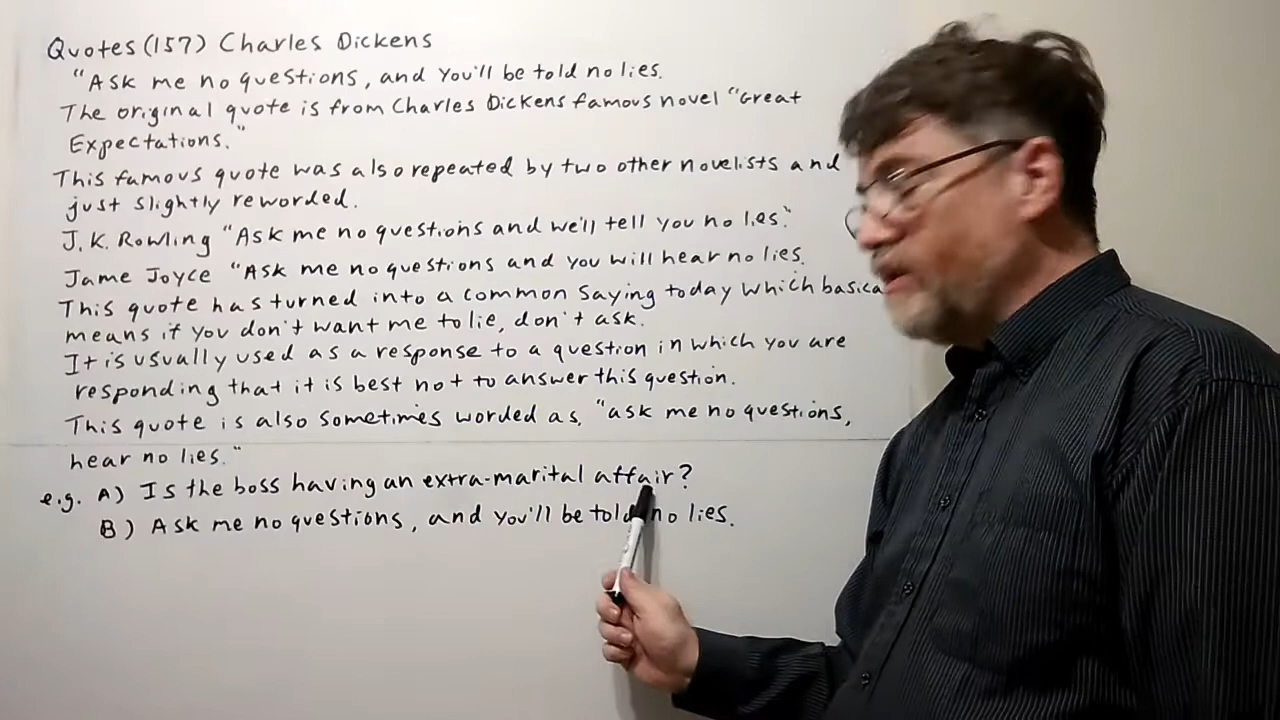 Quotes (157) Charles Dickens
"Ask me no questions, and you'll be told no lies.
The original quote is from Charles Dickens famous novel "Great
Expectations."
This famous quote was also repeated by two other novelists and
just slightly reworded.
J.K. Rowling "Ask me no questions and we'll tell you no lies."
Jame Joyce "Ask me no questions and you will hear no lies.
This quote has turned into a common saying today which basica
means if you don't want me to lie, don't ask.
It is usually used as a response to a question in which you are
responding that it is best not to answer this question.
This quote is also sometimes worded as, "ask me no questions,
hear no lies."
e.g. A) Is the boss having an extra-marital affair?
B) Ask me no questions, and you'll be told no lies.